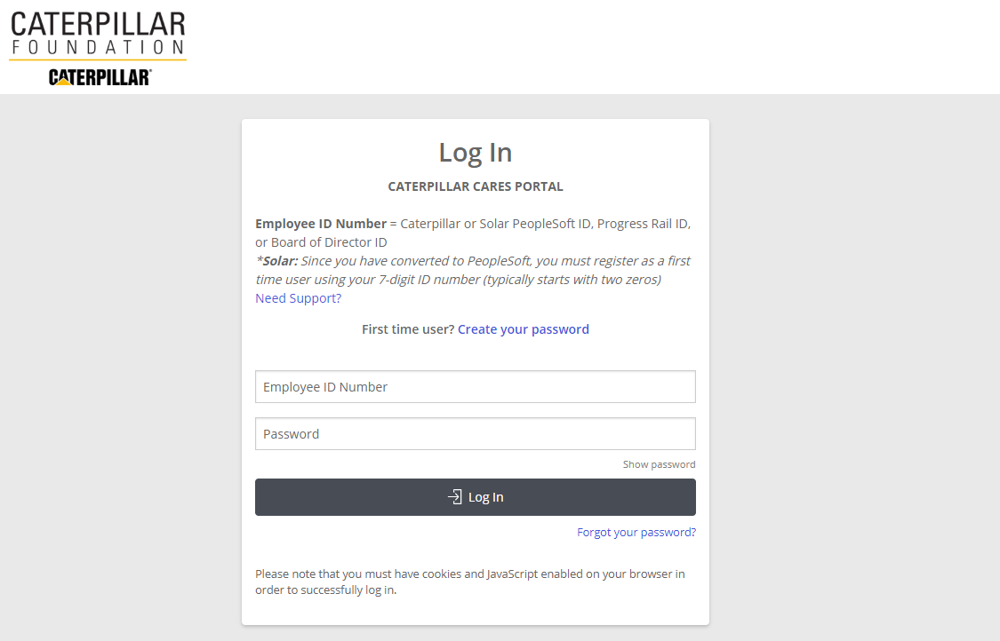 CATERPILLAR
FOUNDATION
CATERPILLAR®
Log In
CATERPILLAR CARES PORTAL
Employee ID Number = Caterpillar or Solar PeopleSoft ID, Progress Rail ID,
or Board of Director ID
*Solar: Since you have converted to PeopleSoft, you must register as a first
time user using your 7-digit ID number (typically starts with two zeros)
Need Support?
First time user? Create your password
Employee ID Number
Password
Show password
Log In
Forgot your password?
Please note that you must have cookies and JavaScript enabled on your browser in
order to successfully log in.